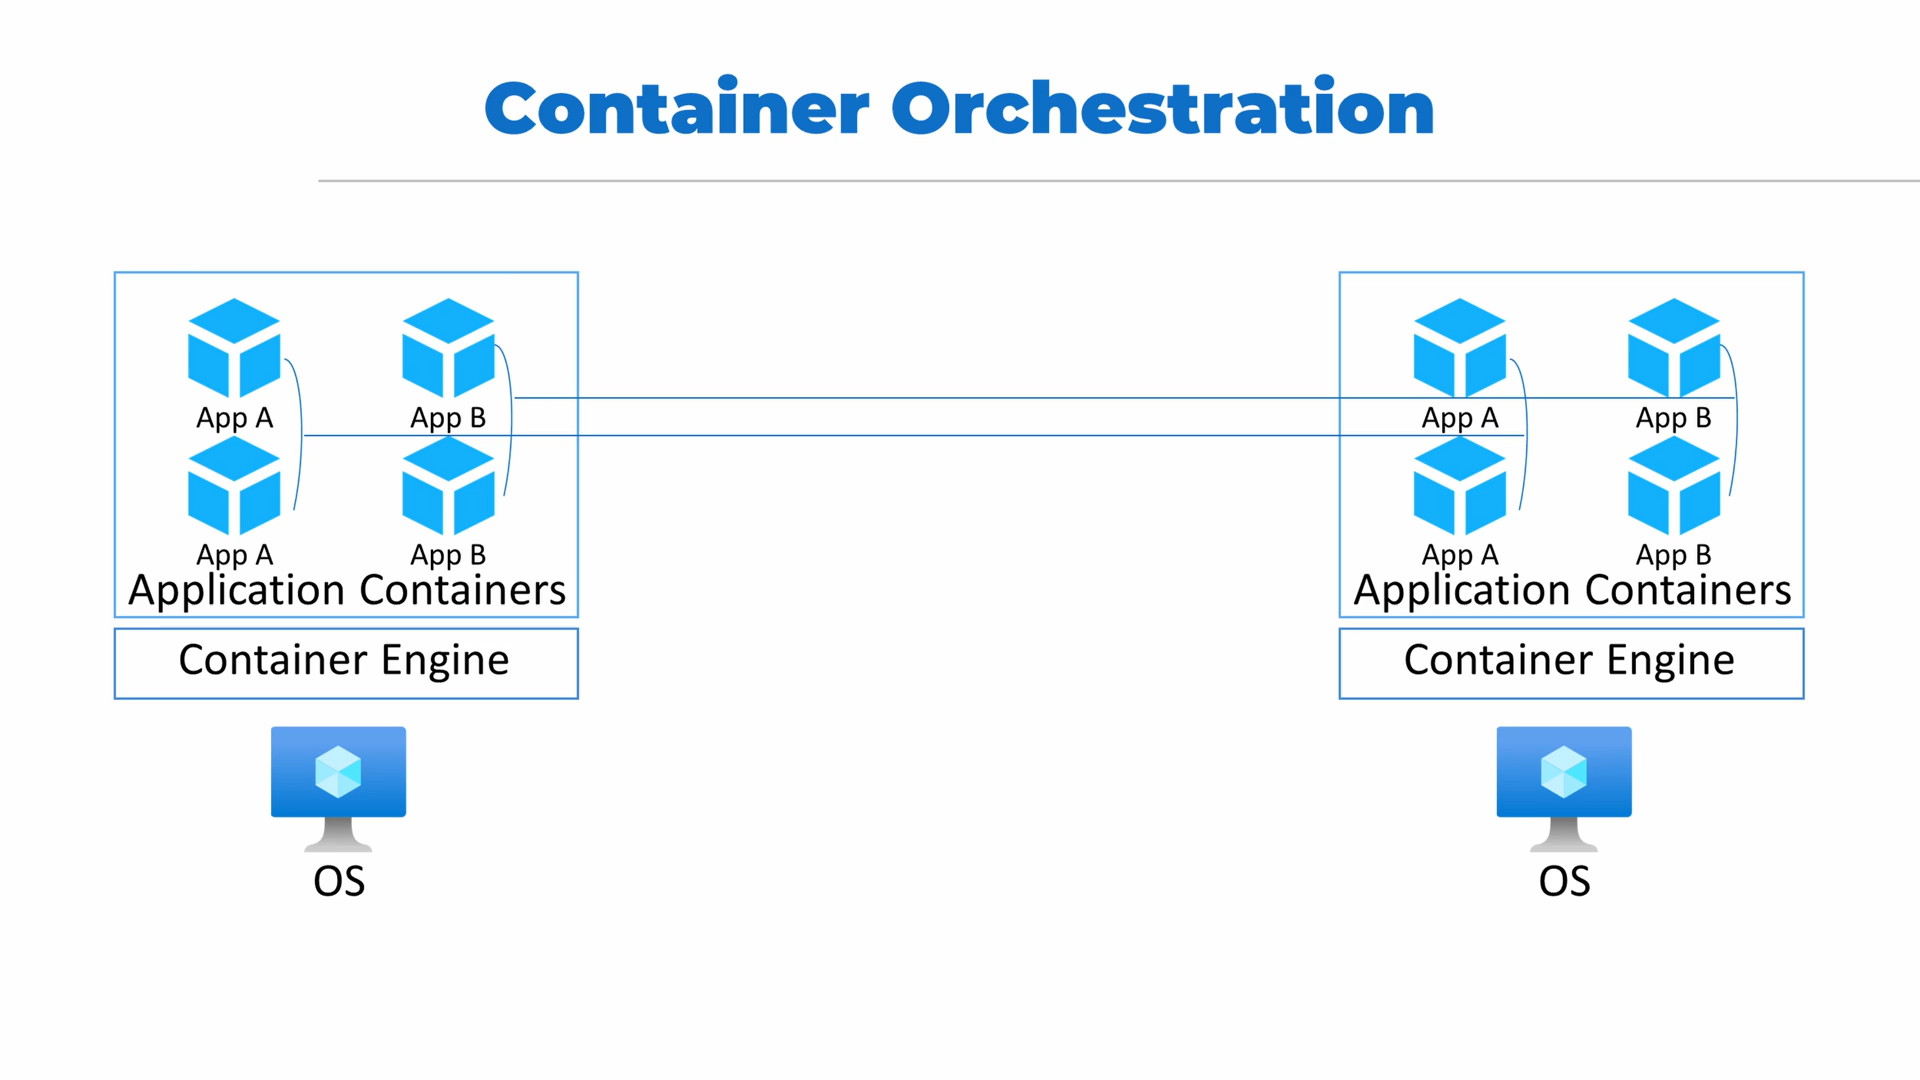 Container Orchestration
App A App B
App A App B
Application Containers
Container Engine
OS
App A App B
App A App B
Application Containers
Container Engine
OS